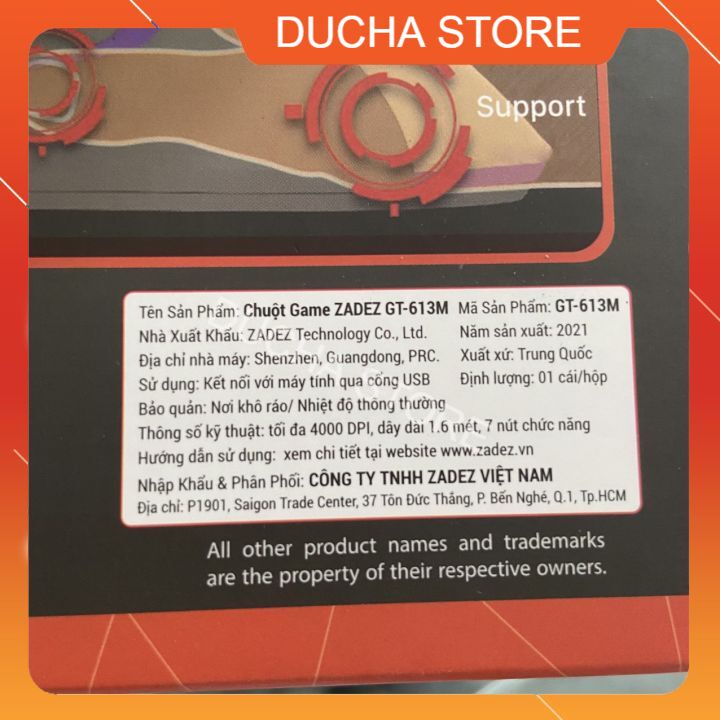 DUCHA STORE
Support
Tên Sản Phẩm: Chuột Game ZADEZ GT-613M Mã Sản Phẩm: GT-613M
Nhà Xuất Khẩu: ZADEZ Technology Co., Ltd. Năm sản xuất: 2021
Địa chỉ nhà máy: Shenzhen, Guangdong, PRC. Xuất xứ: Trung Quốc
Sử dụng: Kết nối với máy tính qua cổng USB Định lượng: 01 cái/hộp
Bảo quản: Nơi khô ráo/ Nhiệt độ thông thường
Thông số kỹ thuật: tối đa 4000 DPI, dây dài 1.6 mét, 7 nút chức năng
Hướng dẫn sử dụng: xem chi tiết tại website www.zadez.vn
Nhập Khẩu & Phân Phối: CÔNG TY TNHH ZADEZ VIỆT NAM
Địa chỉ: P1901, Saigon Trade Center, 37 Tôn Đức Thắng, P. Bến Nghé, Q.1, Tp.HCM
DUCHA STORE
All other product names and trademarks
are the property of their respective owners.